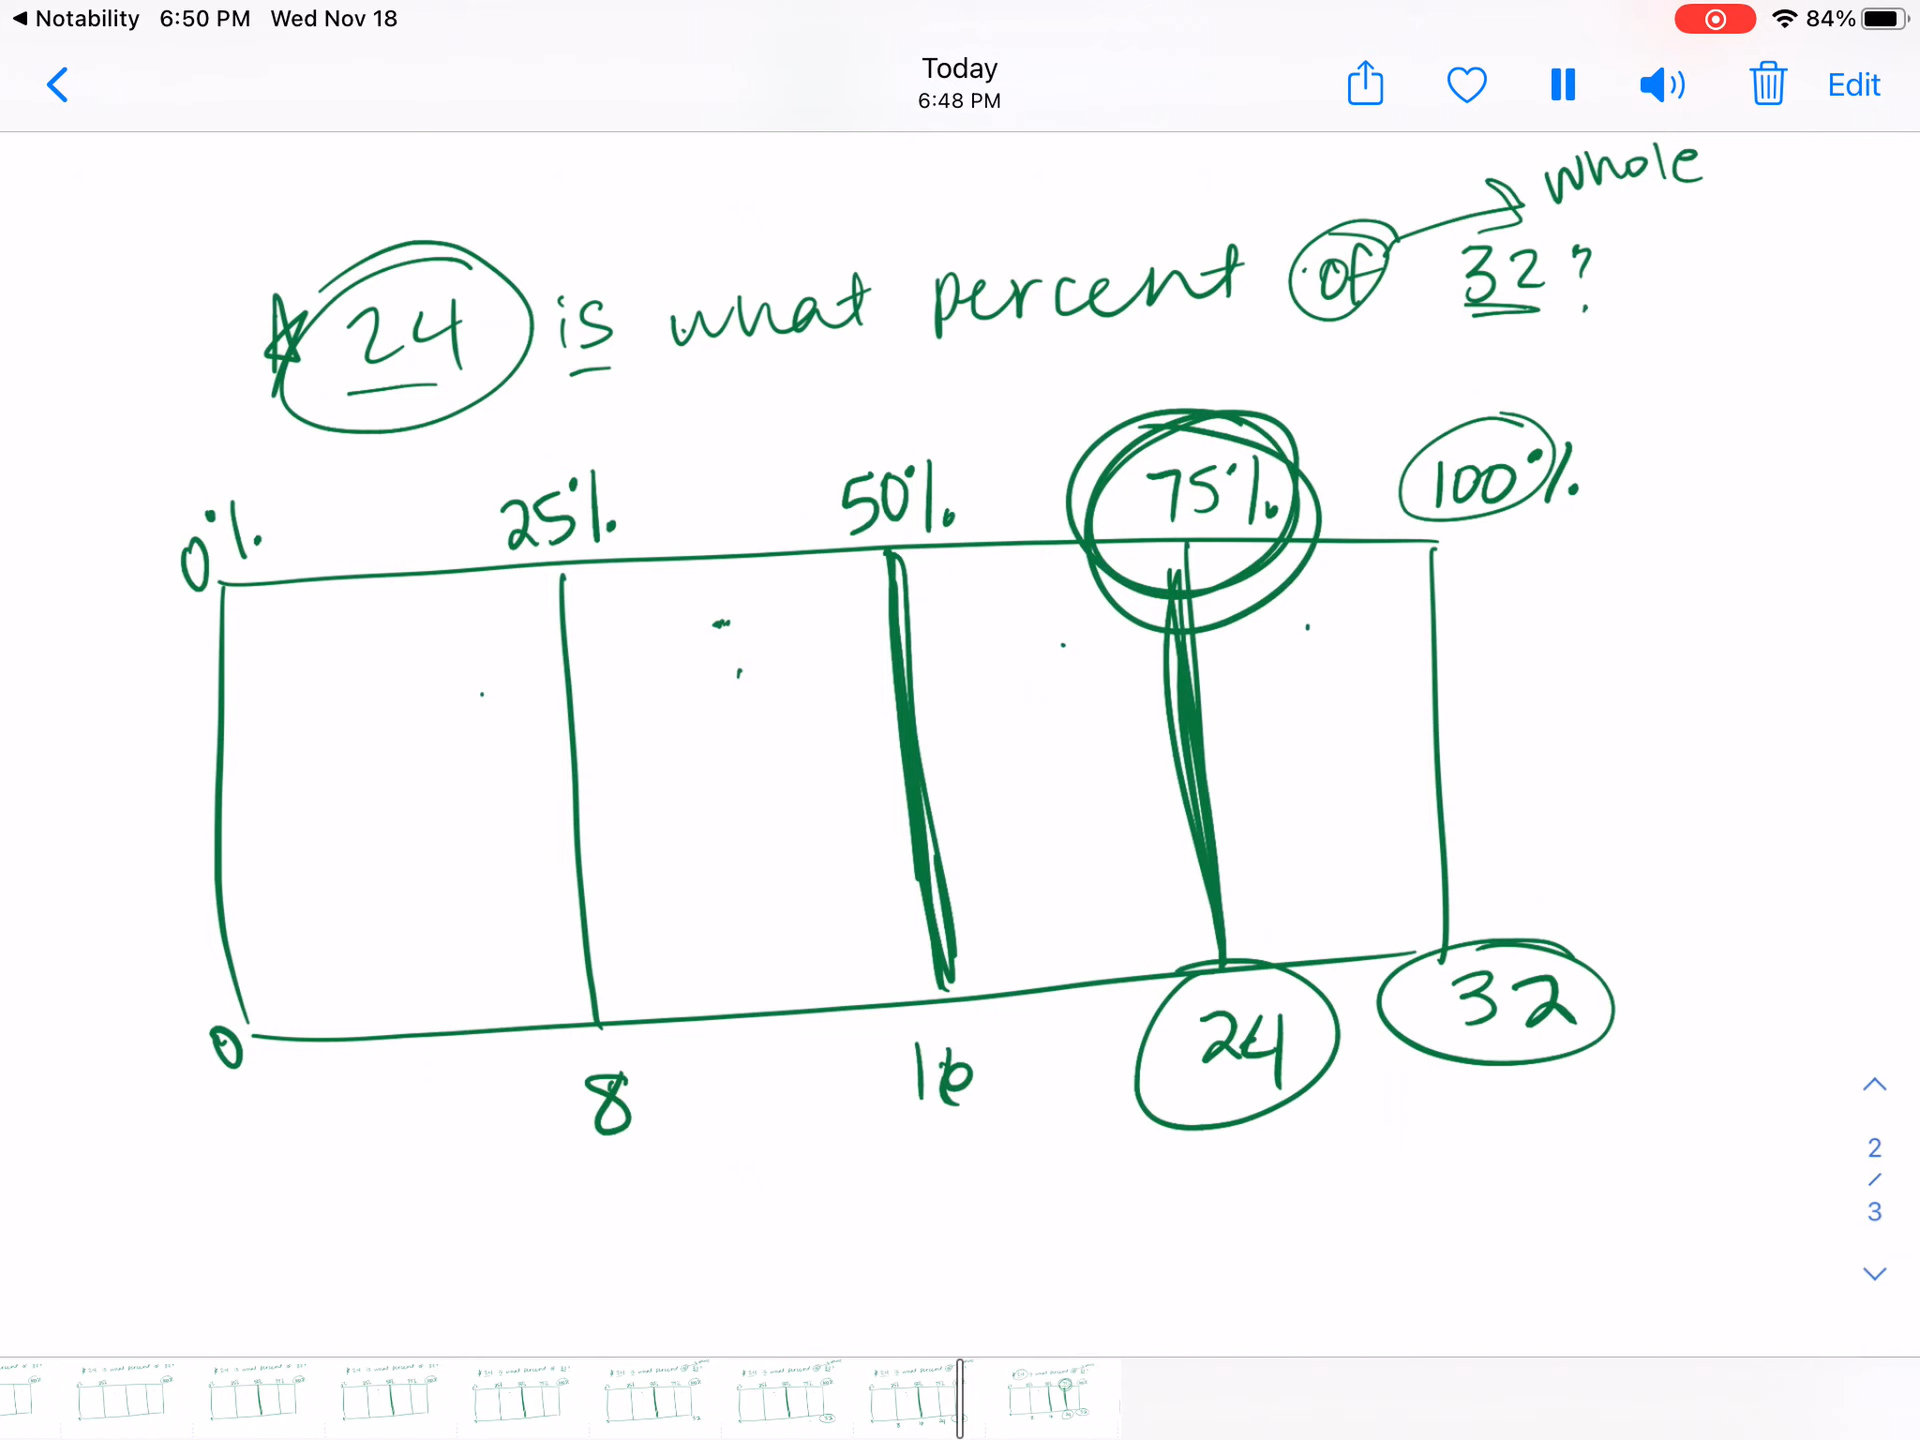 Notability 6:50 PM Wed Nov 18 84%
Today
6:48 PM
Edit
whole
24 is what percent of 32?
0% 25% 50% 75% 100%
0 8 16 24 32
2
/
3